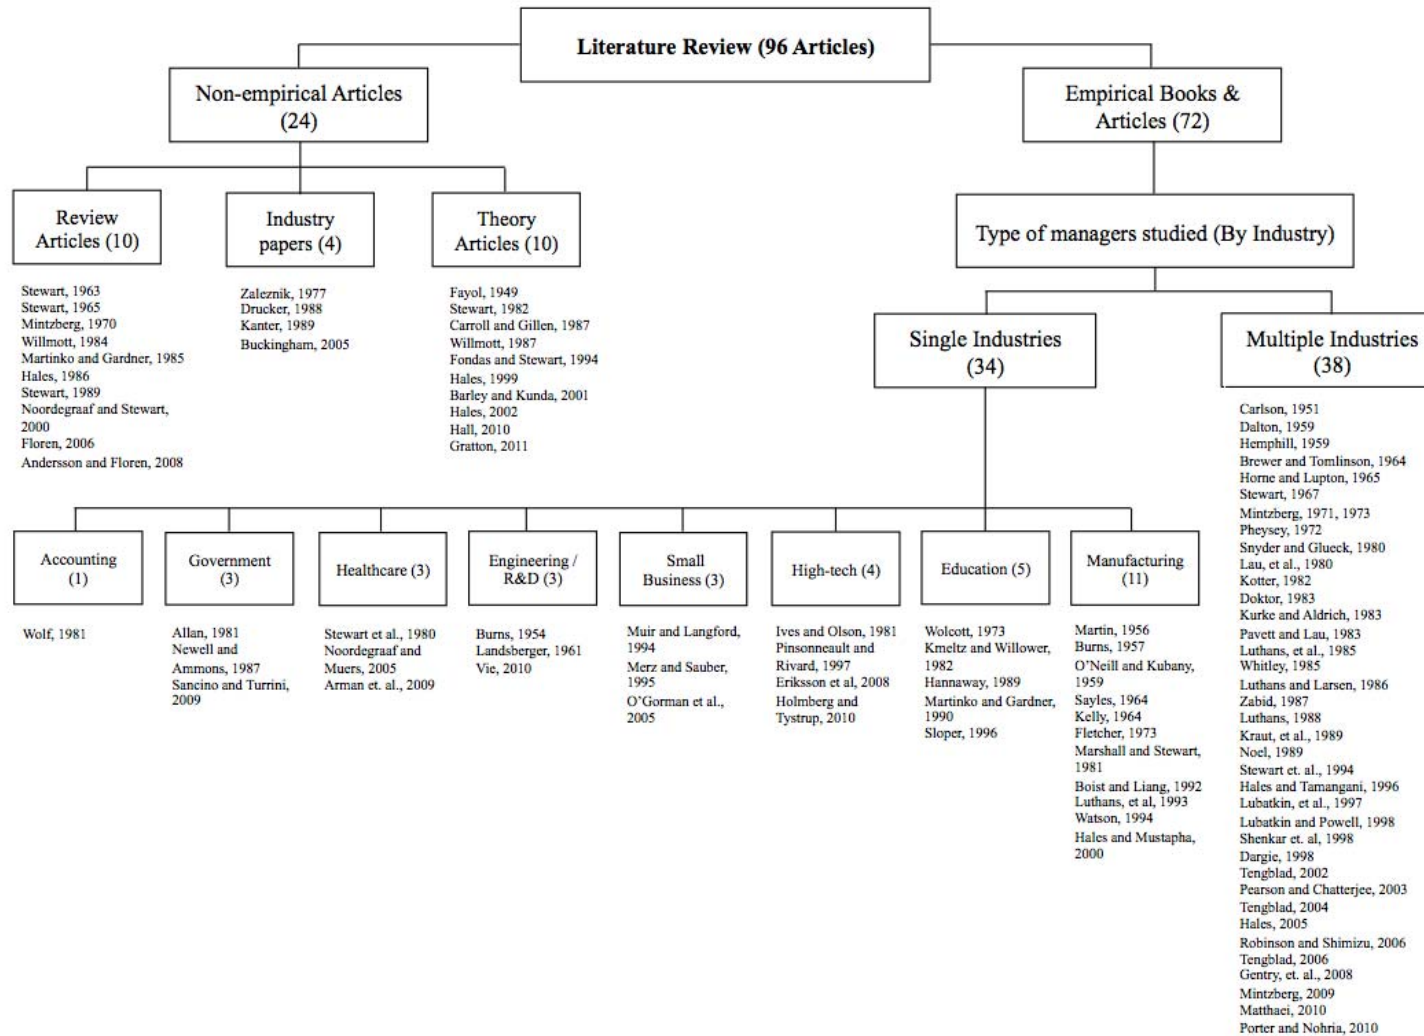 Literature Review (96 Articles)
Non-empirical Articles
(24)
Empirical Books &
Articles (72)
Review
Articles (10)
Industry
papers (4)
Theory
Articles (10)
Type of managers studied (By Industry)
Stewart, 1963
Stewart, 1965
Mintzberg, 1970
Willmott, 1984
Martinko and Gardner, 1985
Hales, 1986
Stewart, 1989
Noordegraaf and Stewart,
2000
Floren, 2006
Andersson and Floren, 2008
Zaleznik, 1977
Drucker, 1988
Kanter, 1989
Buckingham, 2005
Fayol, 1949
Stewart, 1982
Carroll and Gillen, 1987
Willmott, 1987
Fondas and Stewart, 1994
Hales, 1999
Barley and Kunda, 2001
Hales, 2002
Hall, 2010
Gratton, 2011
Single Industries
(34)
Multiple Industries
(38)
Accounting
(1)
Government
(3)
Healthcare (3)
Engineering /
R&D (3)
Small
Business (3)
High-tech (4)
Education (5)
Manufacturing
(11)
Wolf, 1981
Allan, 1981
Newell and
Ammons, 1987
Sancino and Turrini,
2009
Stewart et al., 1980
Noordegraaf and
Muers, 2005
Arman et. al., 2009
Burns, 1954
Landsberger, 1961
Vie, 2010
Muir and Langford,
1994
Merz and Sauber,
1995
O'Gorman et al.,
2005
Ives and Olson, 1981
Pinsonneault and
Rivard, 1997
Eriksson et al, 2008
Holmberg and
Tystrup, 2010
Wolcott, 1973
Kmeltz and Willower,
1982
Hannaway, 1989
Martinko and Gardner,
1990
Sloper, 1996
Martin, 1956
Burns, 1957
O'Neill and Kubany,
1959
Sayles, 1964
Kelly, 1964
Fletcher, 1973
Marshall and Stewart,
1981
Boist and Liang, 1992
Luthans, et al, 1993
Watson, 1994
Hales and Mustapha,
2000
Carlson, 1951
Dalton, 1959
Hemphill, 1959
Brewer and Tomlinson, 1964
Horne and Lupton, 1965
Stewart, 1967
Mintzberg, 1971, 1973
Pheysey, 1972
Snyder and Glueck, 1980
Lau, et al., 1980
Kotter, 1982
Doktor, 1983
Kurke and Aldrich, 1983
Pavett and Lau, 1983
Luthans, et al., 1985
Whitley, 1985
Luthans and Larsen, 1986
Zabid, 1987
Luthans, 1988
Kraut, et al., 1989
Noel, 1989
Stewart et. al., 1994
Hales and Tamangani, 1996
Lubatkin, et al., 1997
Lubatkin and Powell, 1998
Shenkar et. al, 1998
Dargie, 1998
Tengblad, 2002
Pearson and Chatterjee, 2003
Tengblad, 2004
Hales, 2005
Robinson and Shimizu, 2006
Tengblad, 2006
Gentry, et. al., 2008
Mintzberg, 2009
Matthaei, 2010
Porter and Nohria, 2010